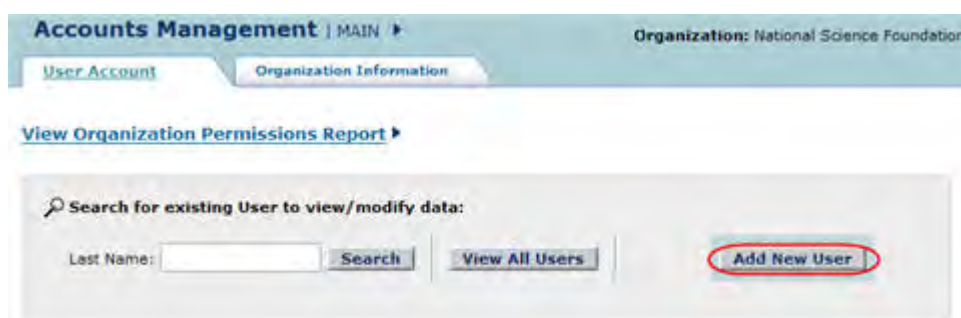 Accounts Management | MAIN
Organization: National Science Foundation
User Account
Organization Information
View Organization Permissions Report
Search for existing User to view/modify data:
Last Name: Search View All Users Add New User